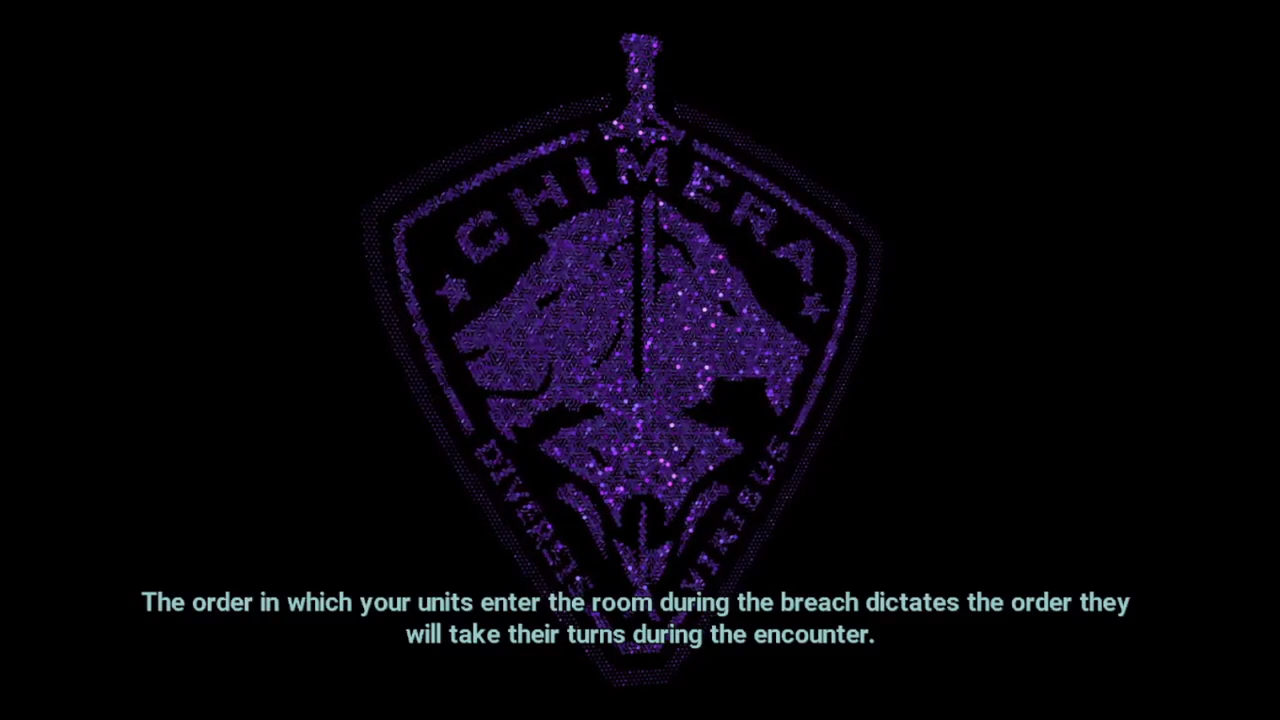 CHIMERA
DIVERSIS VIRIBUS
The order in which your units enter the room during the breach dictates the order they
will take their turns during the encounter.